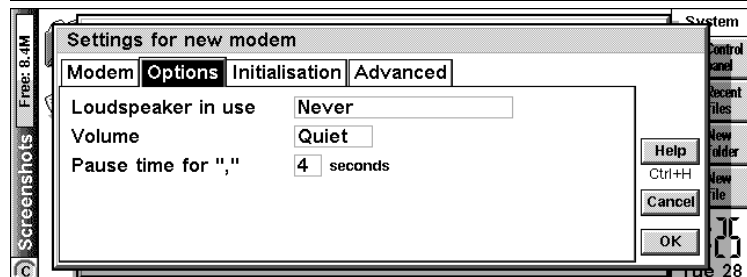 System
Settings for new modem
Modem Options Initialisation Advanced
Loudspeaker in use Never
Volume Quiet
Pause time for "," 4 seconds
Help
Ctrl+H
Cancel
OK
Free: 8.4M
Screenshots
Control
Panel
Recent
Files
New
Folder
New
File
Tue 28